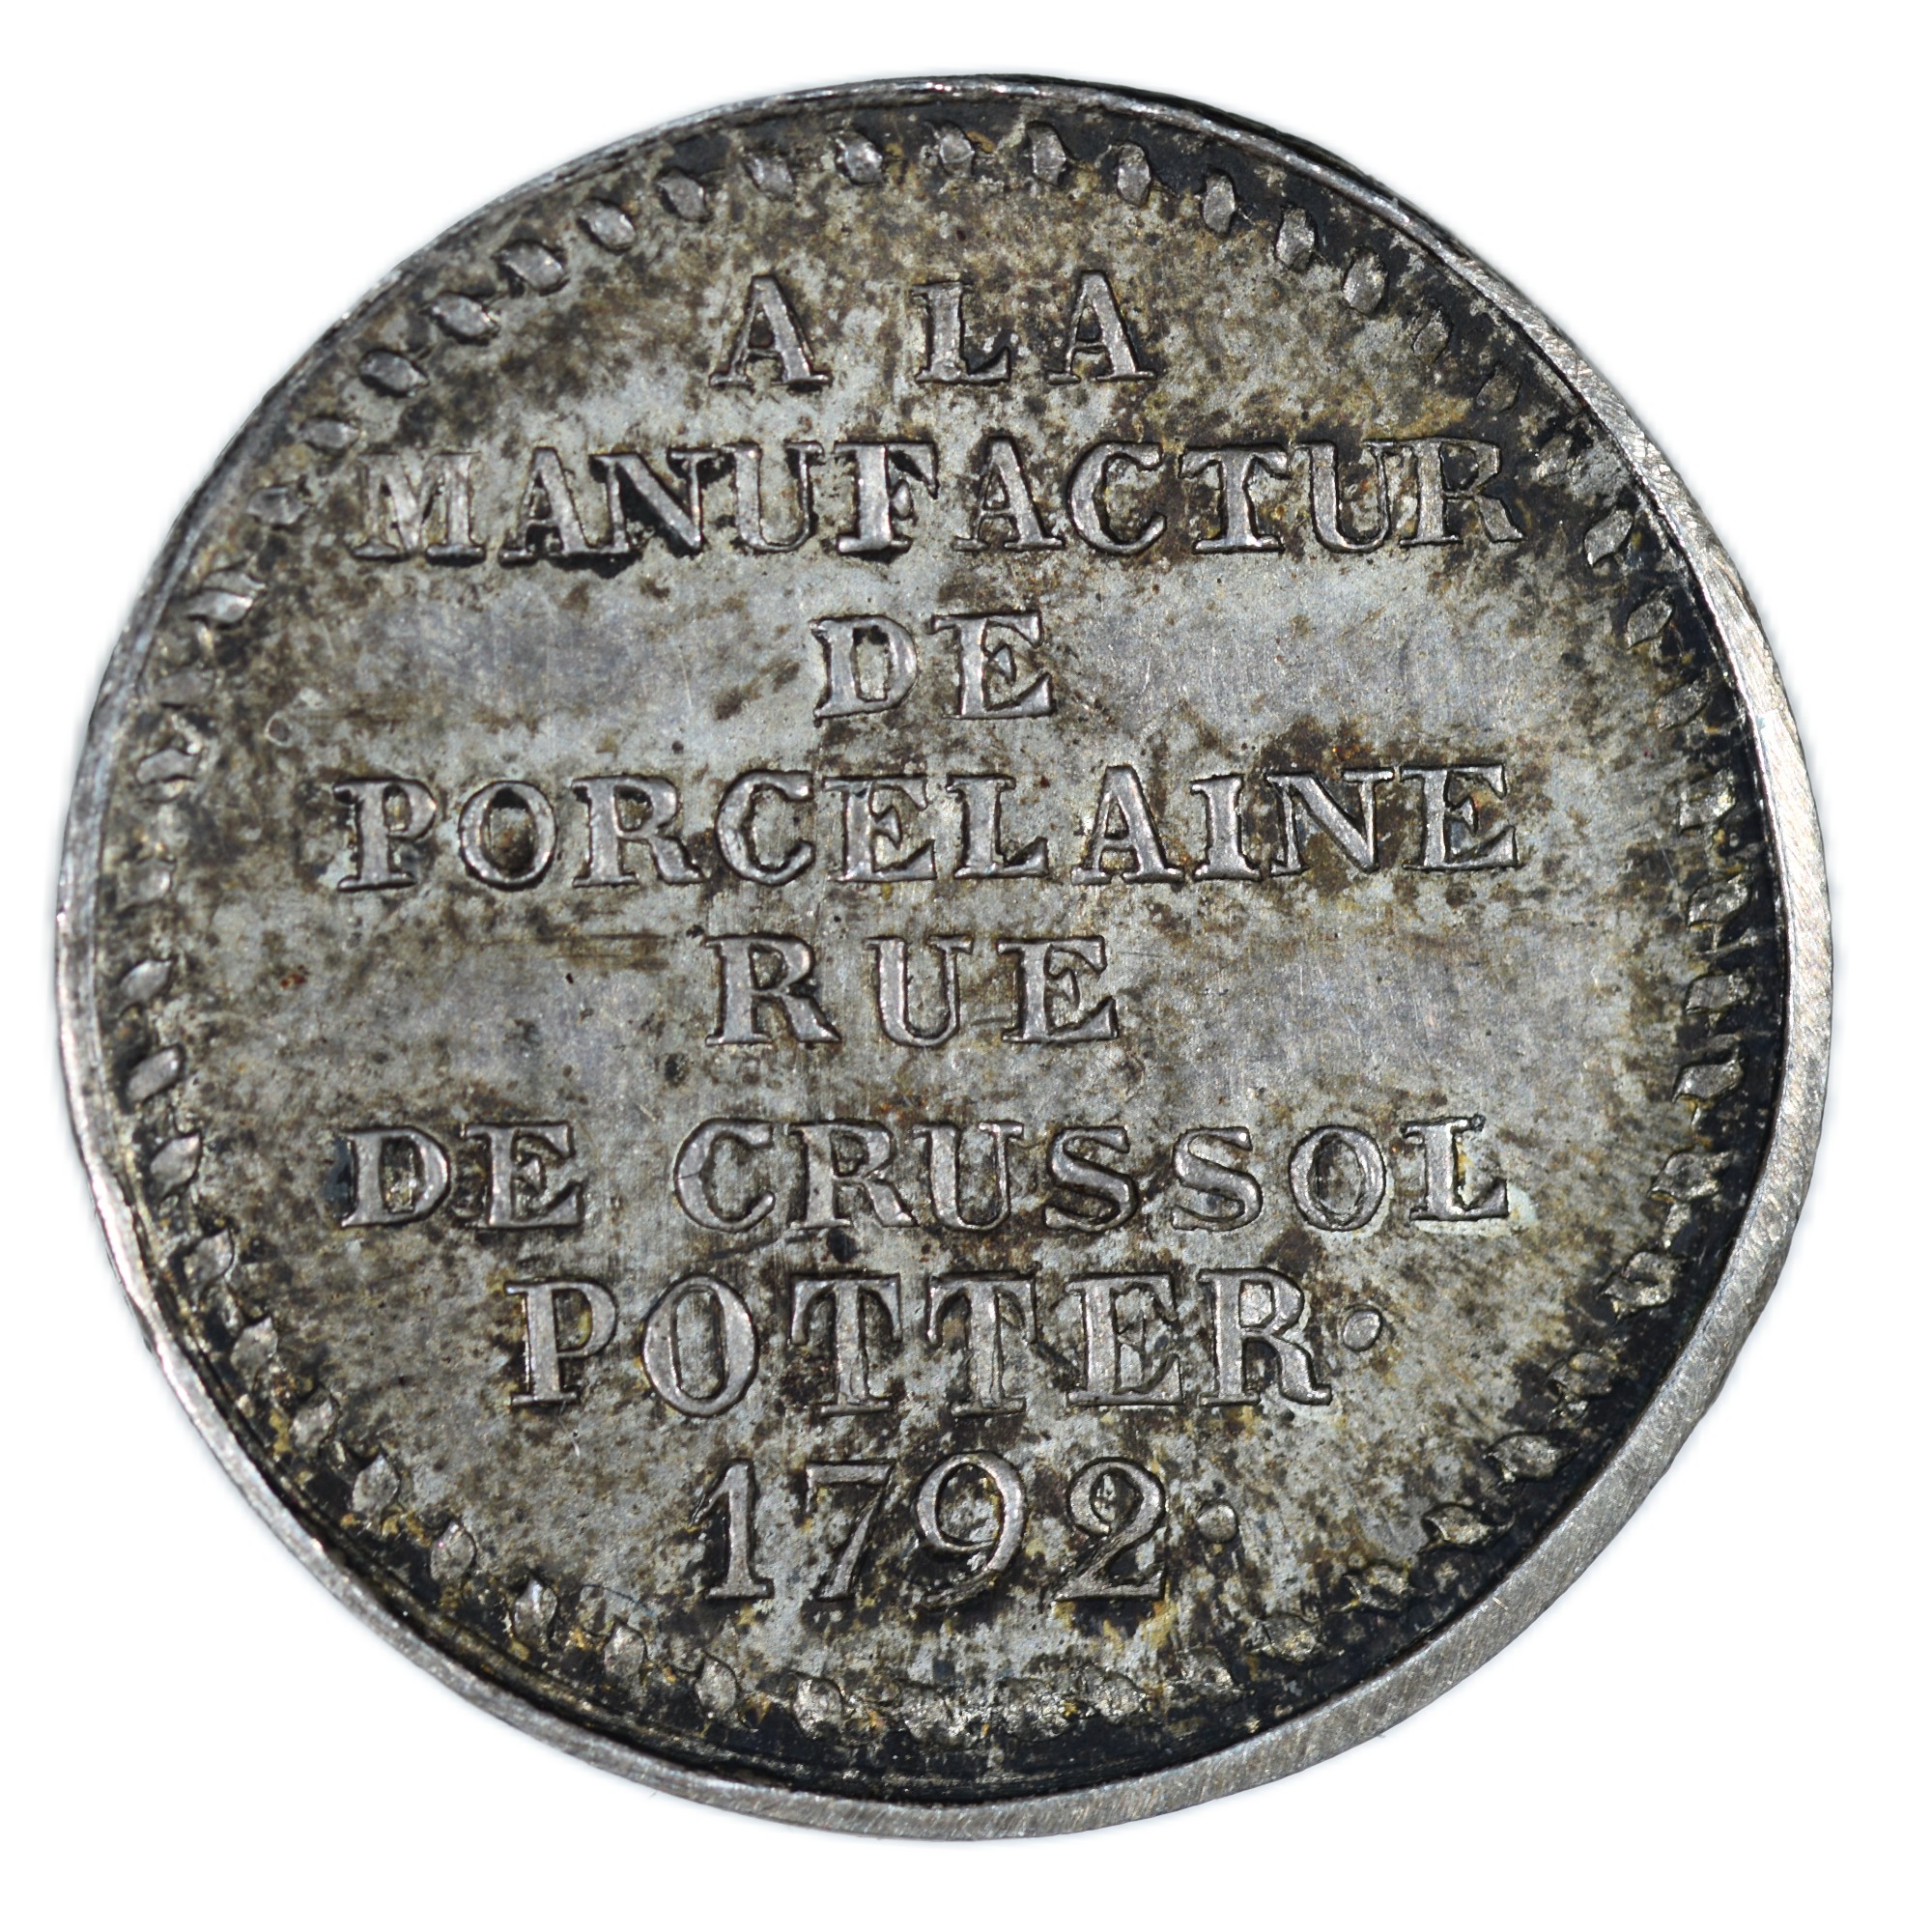 A LA
MANUFACTUR
DE
PORCELAINE
RUE
DE CRUSSOL
POTTER·
1792·